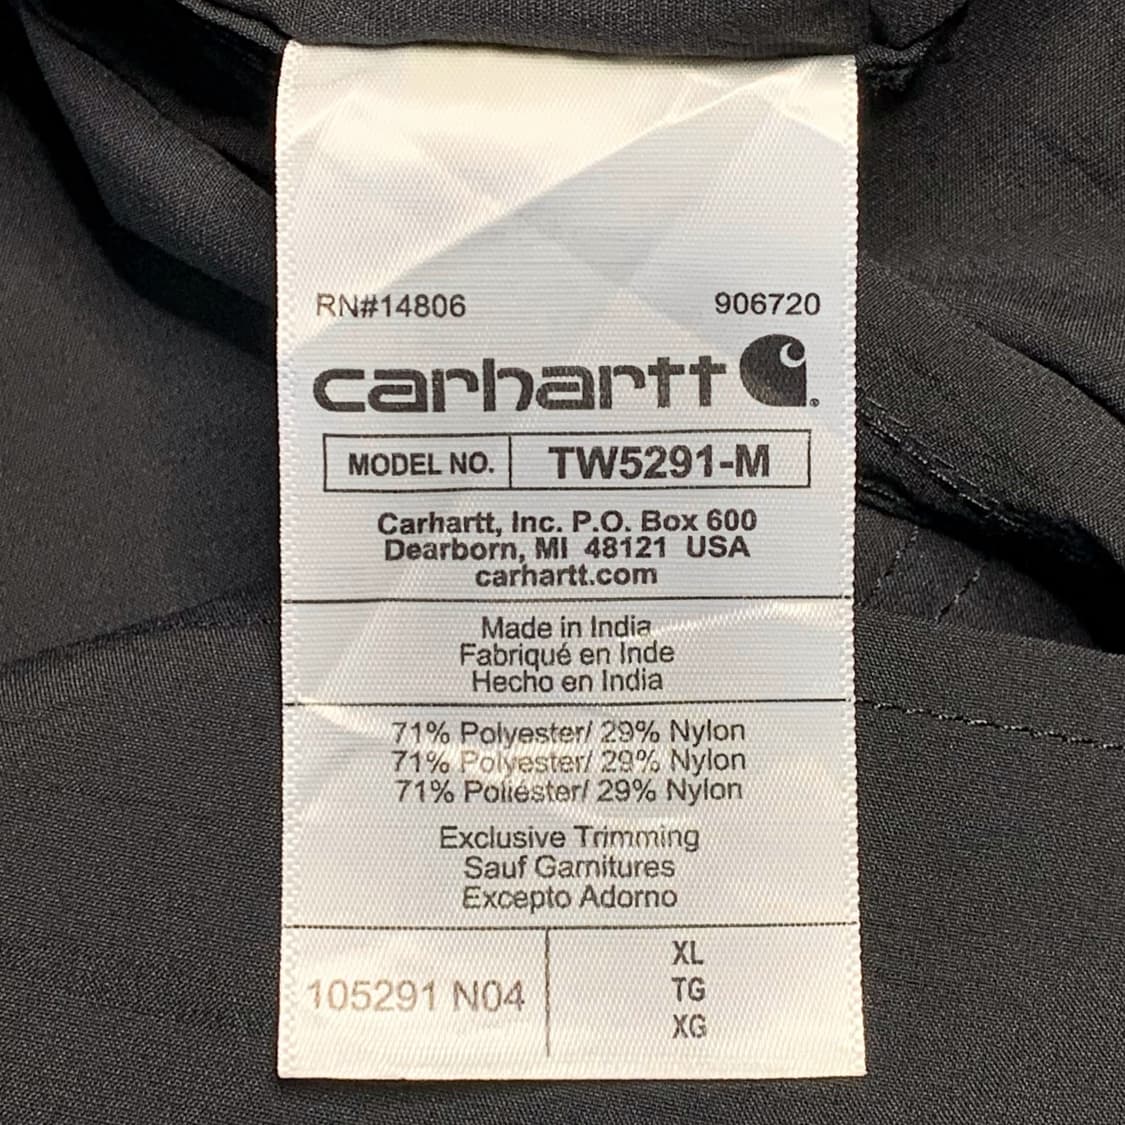 RN#14806 906720
carhartt
MODEL NO. TW5291-M
Carhartt, Inc. P.O. Box 600
Dearborn, MI 48121 USA
carhartt.com
Made in India
Fabriqué en Inde
Hecho en India
71% Polyester/ 29% Nylon
71% Polyester/ 29% Nylon
71% Poliéster/ 29% Nylon
Exclusive Trimming
Sauf Garnitures
Excepto Adorno
105291 N04
XL
TG
XG